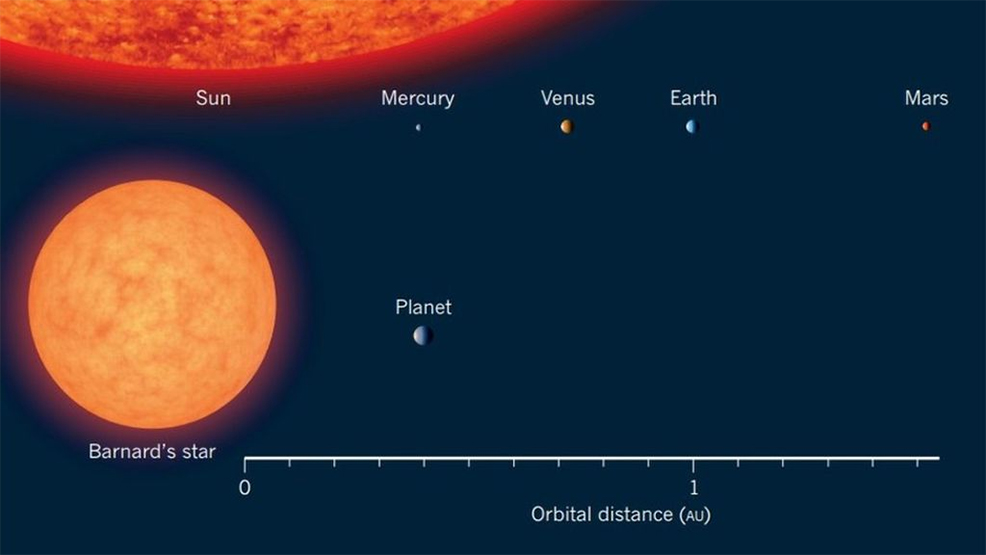 Sun
Mercury
Venus
Earth
Mars
Planet
Barnard’s star
0
1
Orbital distance (AU)